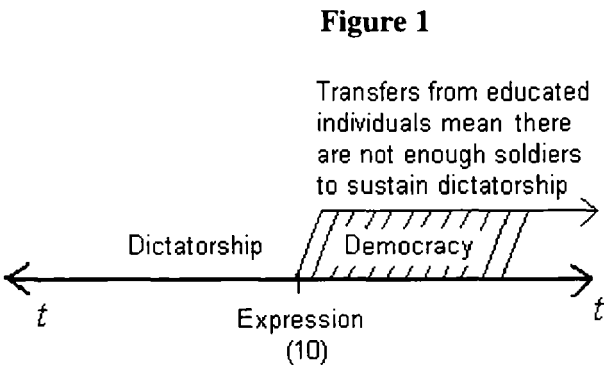 Figure 1
Transfers from educated
individuals mean there
are not enough soldiers
to sustain dictatorship
Dictatorship Democracy
t Expression t
(10)